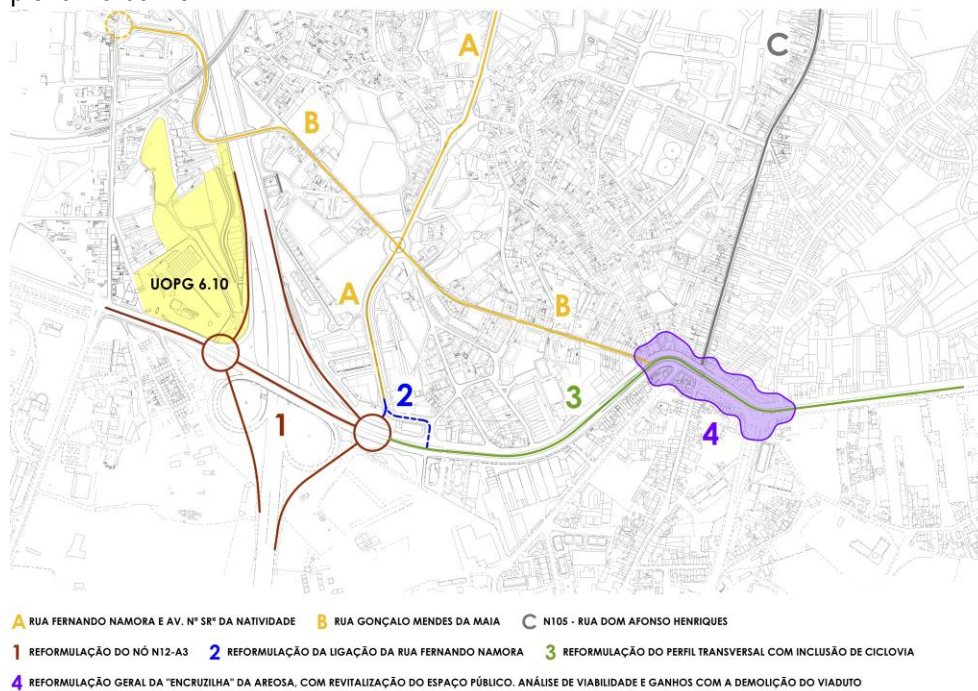 A
C
B
UOPG 6.10
A
B
2
3
1
4
A RUA FERNANDO NAMORA E AV. Nª SRª DA NATIVIDADE B RUA GONÇALO MENDES DA MAIA C N105 - RUA DOM AFONSO HENRIQUES
1 REFORMULAÇÃO DO NÓ N12-A3 2 REFORMULAÇÃO DA LIGAÇÃO DA RUA FERNANDO NAMORA 3 REFORMULAÇÃO DO PERFIL TRANSVERSAL COM INCLUSÃO DE CICLOVIA
4 REFORMULAÇÃO GERAL DA "ENCRUZILHA" DA AREOSA, COM REVITALIZAÇÃO DO ESPAÇO PÚBLICO. ANÁLISE DE VIABILIDADE E GANHOS COM A DEMOLIÇÃO DO VIADUTO